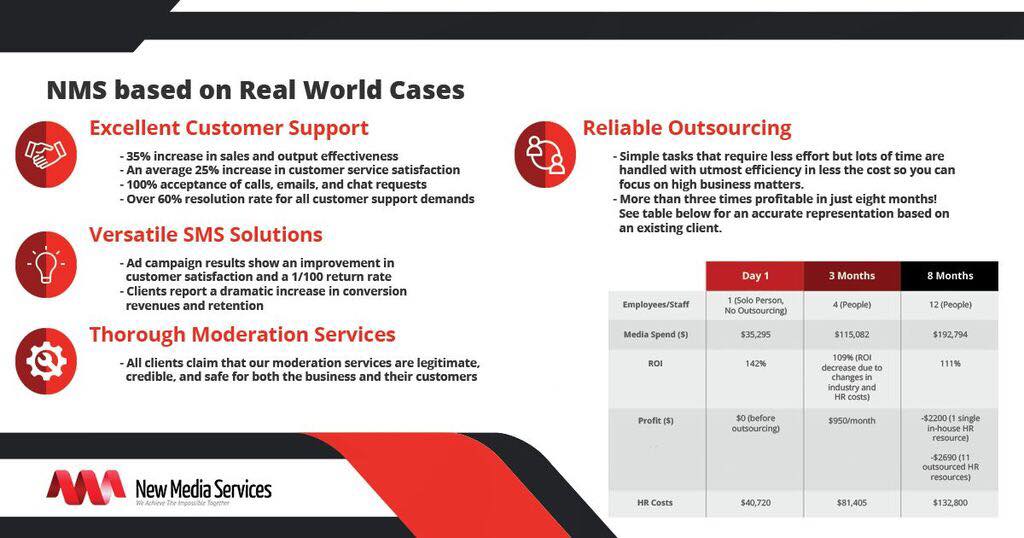 NMS based on Real World Cases
Excellent Customer Support
- 35% increase in sales and output effectiveness
- An average 25% increase in customer service satisfaction
- 100% acceptance of calls, emails, and chat requests
- Over 60% resolution rate for all customer support demands
Versatile SMS Solutions
- Ad campaign results show an improvement in
customer satisfaction and a 1/100 return rate
- Clients report a dramatic increase in conversion
revenues and retention
Thorough Moderation Services
- All clients claim that our moderation services are legitimate,
credible, and safe for both the business and their customers
New Media Services
We Achieve The Impossible Together
Reliable Outsourcing
- Simple tasks that require less effort but lots of time are
handled with utmost efficiency in less the cost so you can
focus on high business matters.
- More than three times profitable in just eight months!
See table below for an accurate representation based on
an existing client.
Day 1 3 Months 8 Months
Employees/Staff 1 (Solo Person, No Outsourcing) 4 (People) 12 (People)
Media Spend ($) $35,295 $115,082 $192,794
ROI 142% 109% (ROI decrease due to changes in industry and HR costs) 111%
Profit ($) $0 (before outsourcing) $950/month -$2200 (1 single in-house HR resource)
-$2690 (11 outsourced HR resources)
HR Costs $40,720 $81,405 $132,800